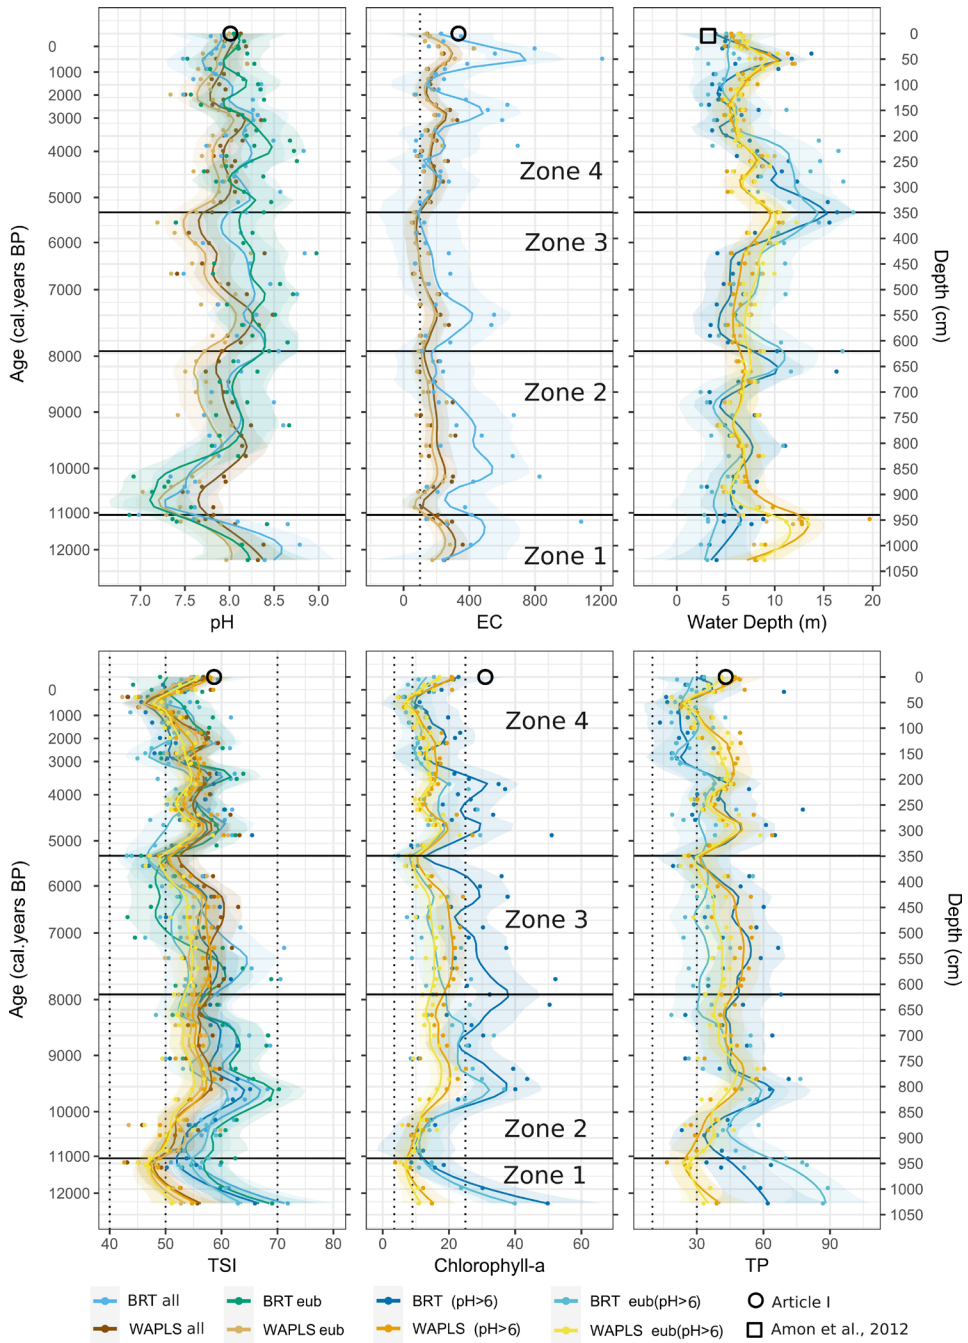 0
1000
2000
3000
4000
5000
6000
7000
8000
9000
10000
11000
12000
Age (cal.years BP)
7.0 7.5 8.0 8.5 9.0
pH
Zone 4
Zone 3
Zone 2
Zone 1
0 400 800 1200
EC
0 5 10 15 20
Water Depth (m)
0
50
100
150
200
250
300
350
400
450
500
550
600
650
700
750
800
850
900
950
1000
1050
Depth (cm)
0
1000
2000
3000
4000
5000
6000
7000
8000
9000
10000
11000
12000
Age (cal.years BP)
40 50 60 70 80
TSI
Zone 4
Zone 3
Zone 2
Zone 1
0 20 40 60
Chlorophyll-a
30 60 90
TP
0
50
100
150
200
250
300
350
400
450
500
550
600
650
700
750
800
850
900
950
1000
1050
Depth (cm)
BRT all BRT eub BRT (pH>6) BRT eub(pH>6) Article I
WAPLS all WAPLS eub WAPLS (pH>6) WAPLS eub(pH>6) Amon et al., 2012